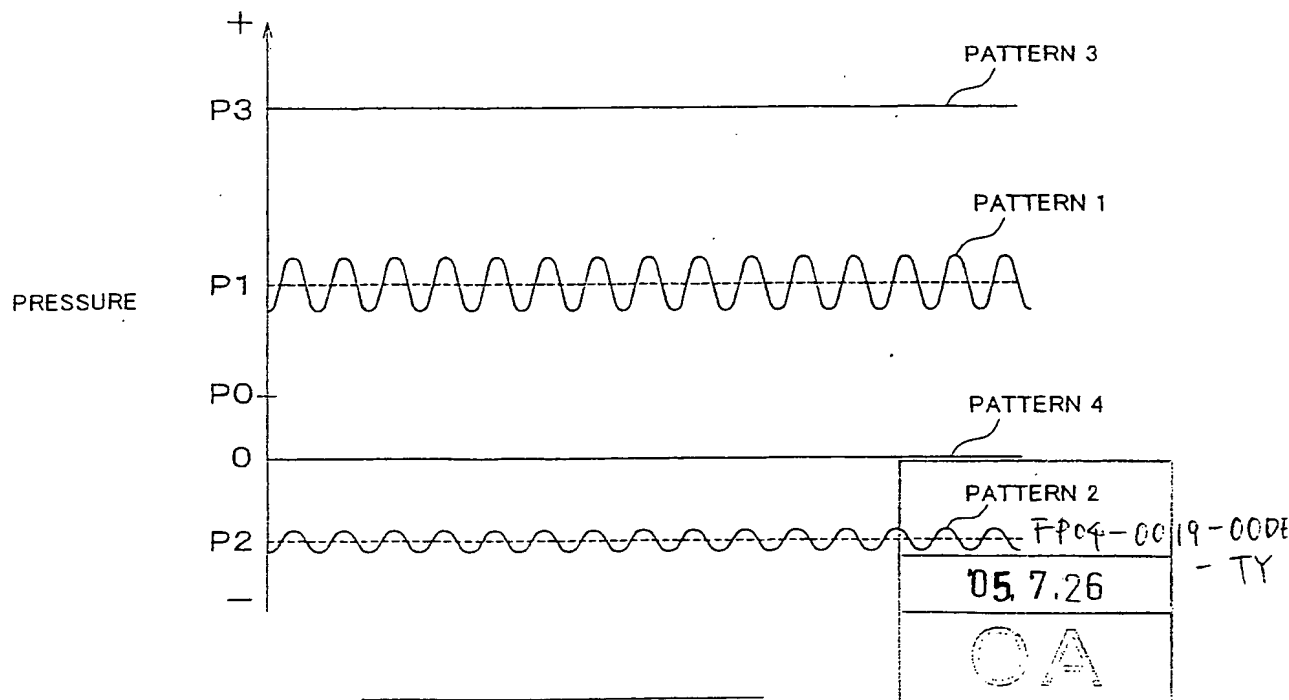 +
PATTERN 3
P3
PATTERN 1
P1
PRESSURE
P0
PATTERN 4
0
PATTERN 2
P2
FP04-0019-00DE
- TY
'05.7.26
−
OA